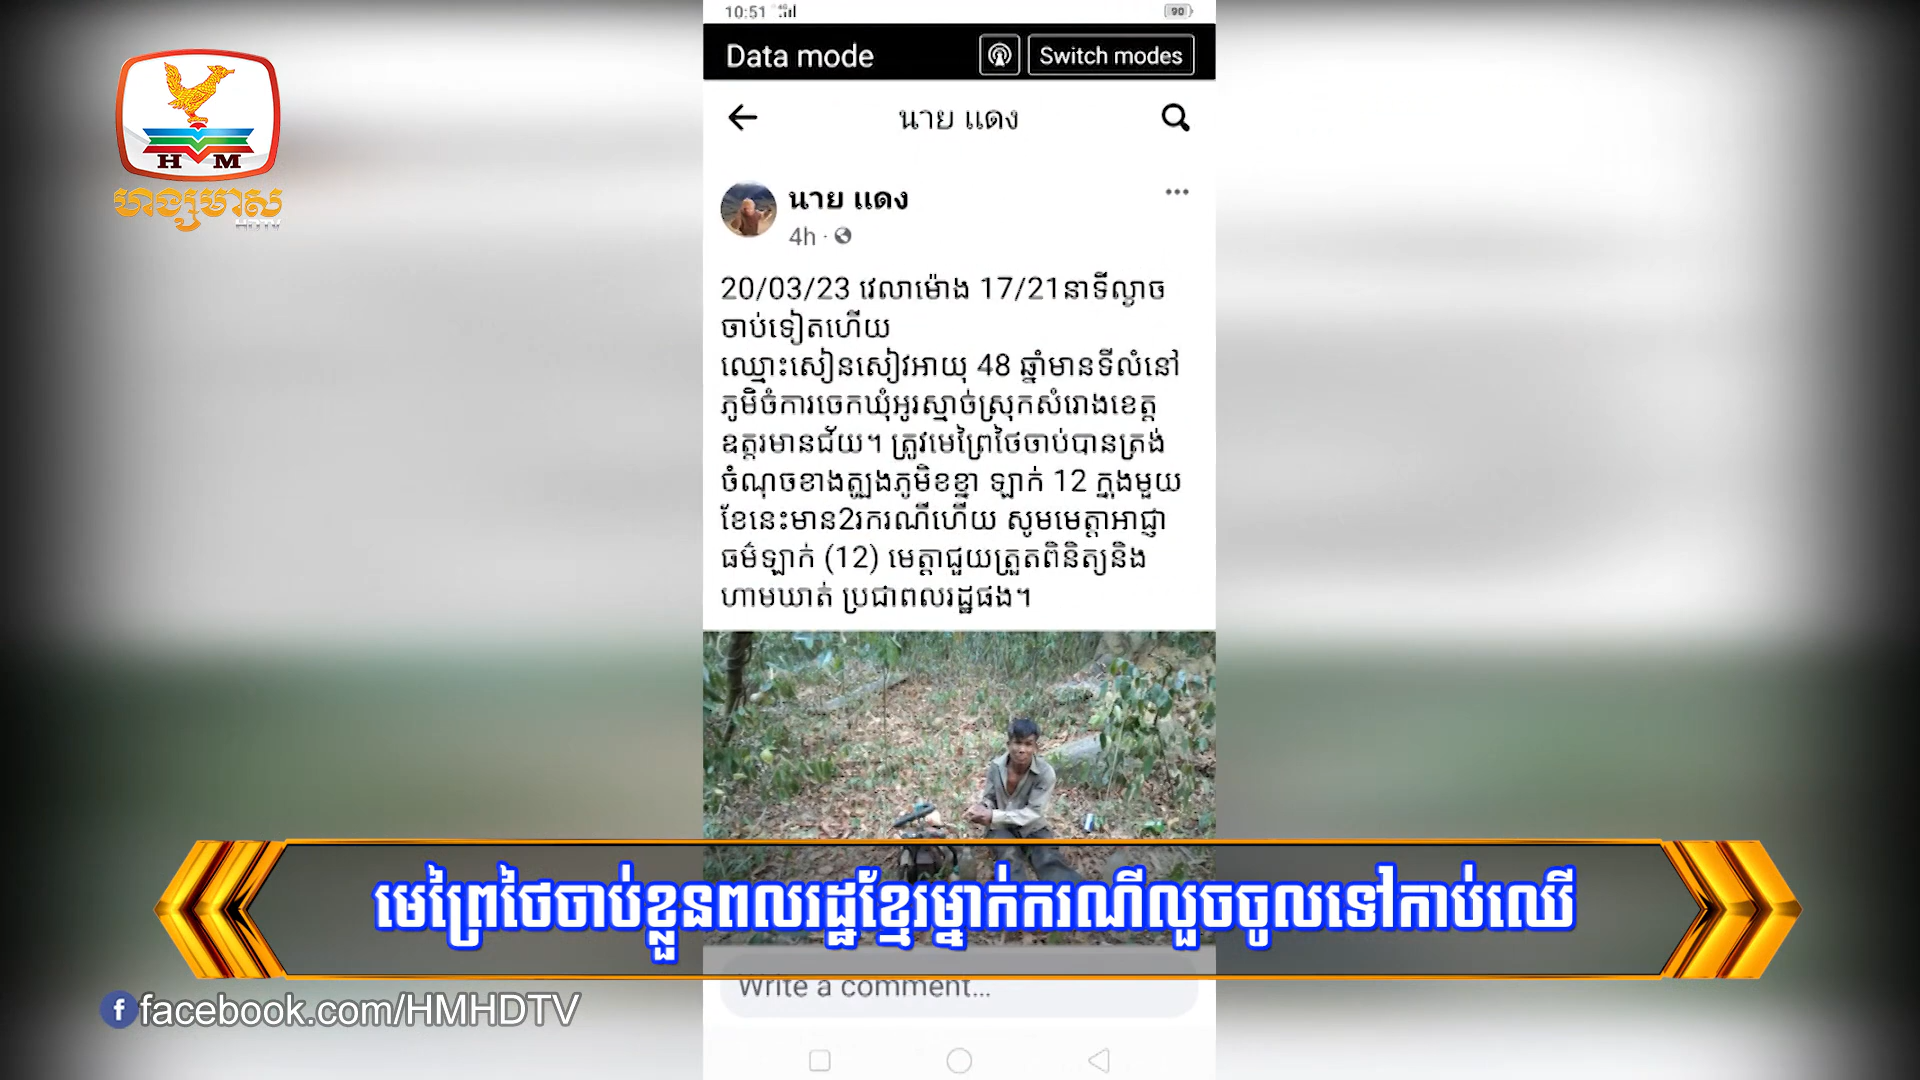 10:51
90
Data mode
Switch modes
นาย แดง
H M
ហង្សមាស
HDTV
นาย แดง
4h ·
20/03/23 វេលាម៉ោង 17/21នាទីល្ងាច
ចាប់ទៀតហើយ
ឈ្មោះសៀនសៀវអាយុ 48 ឆ្នាំមានទីលំនៅ
ភូមិចំការចេកឃុំអូរស្មាច់ស្រុកសំរោងខេត្ត
ឧត្តរមានជ័យ។ ត្រូវមេព្រៃថៃចាប់បានត្រង់
ចំណុចខាងត្បូងភូមិខខ្នា ឡាក់ 12 ក្នុងមួយ
ខែនេះមាន2រករណីហើយ សូមមេត្តាអាជ្ញា
ធម៌ឡាក់ (12) មេត្តាជួយត្រួតពិនិត្យនិង
ហាមឃាត់ ប្រជាពលរដ្ឋផង។
មេព្រៃថៃចាប់ខ្លួនពលរដ្ឋខ្មែរម្នាក់ករណីលួចចូលទៅកាប់ឈើ
Write a comment...
facebook.com/HMHDTV